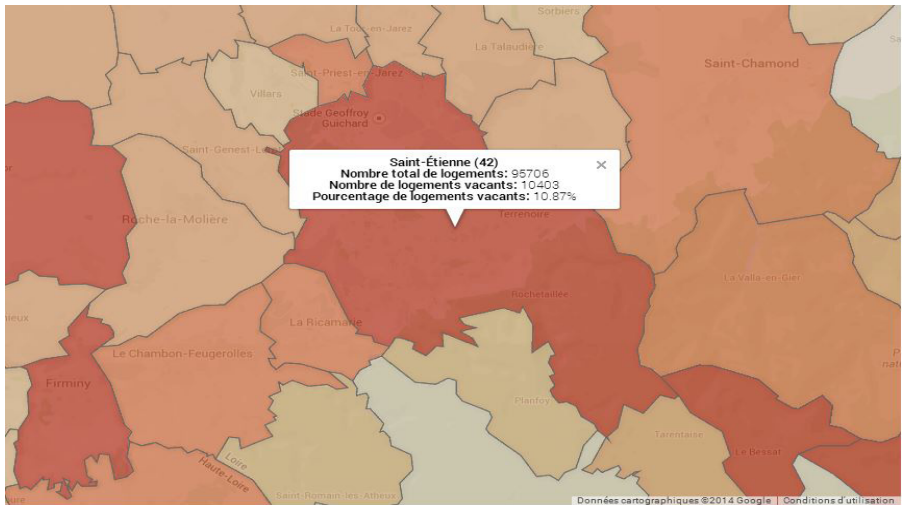 Sorbiers
La Tour-en-Jarez
La Talaudière
Saint-Chamond
Saint-Priest-en-Jarez
Villars
Stade Geoffroy
Guichard
Saint-Genest-L
Saint-Étienne (42)
Nombre total de logements: 95706
Nombre de logements vacants: 10403
Pourcentage de logements vacants: 10.87%
×
Roche-la-Molière
Terrenoire
La Valla-en-Gier
Rochetaillée
La Ricamarie
Le Chambon-Feugerolles
Firminy
Planfoy
Tarentaise
Le Bessat
Loire
Haute-Loire
Saint-Romain-les-Atheux
Données cartographiques ©2014 Google
Conditions d'utilisation